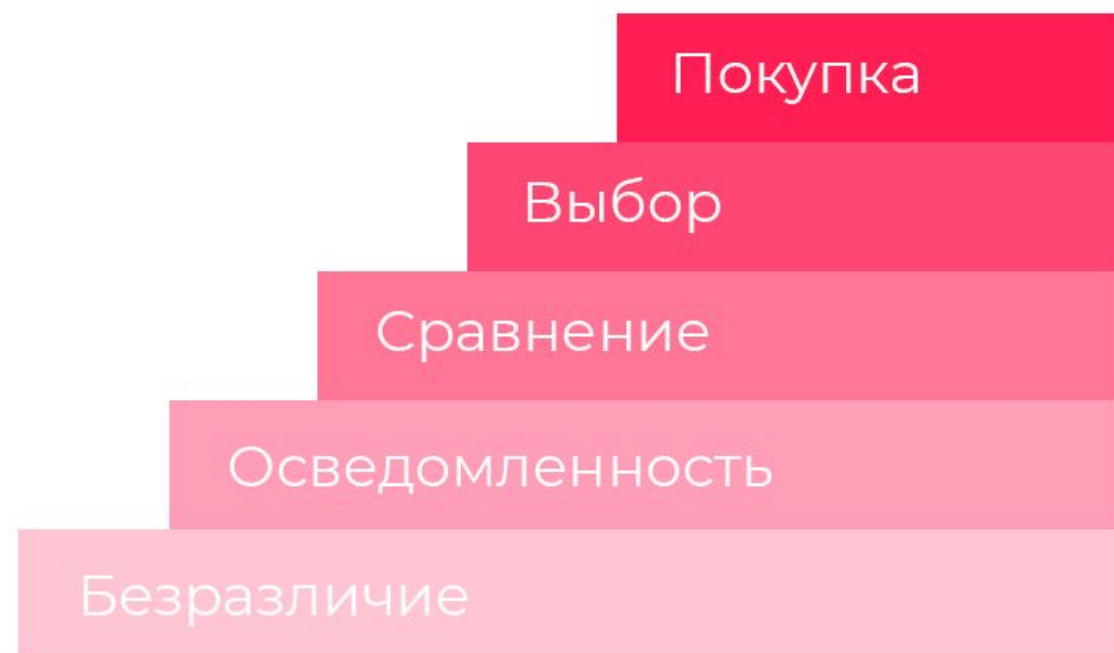 Покупка
Выбор
Сравнение
Осведомленность
Безразличие